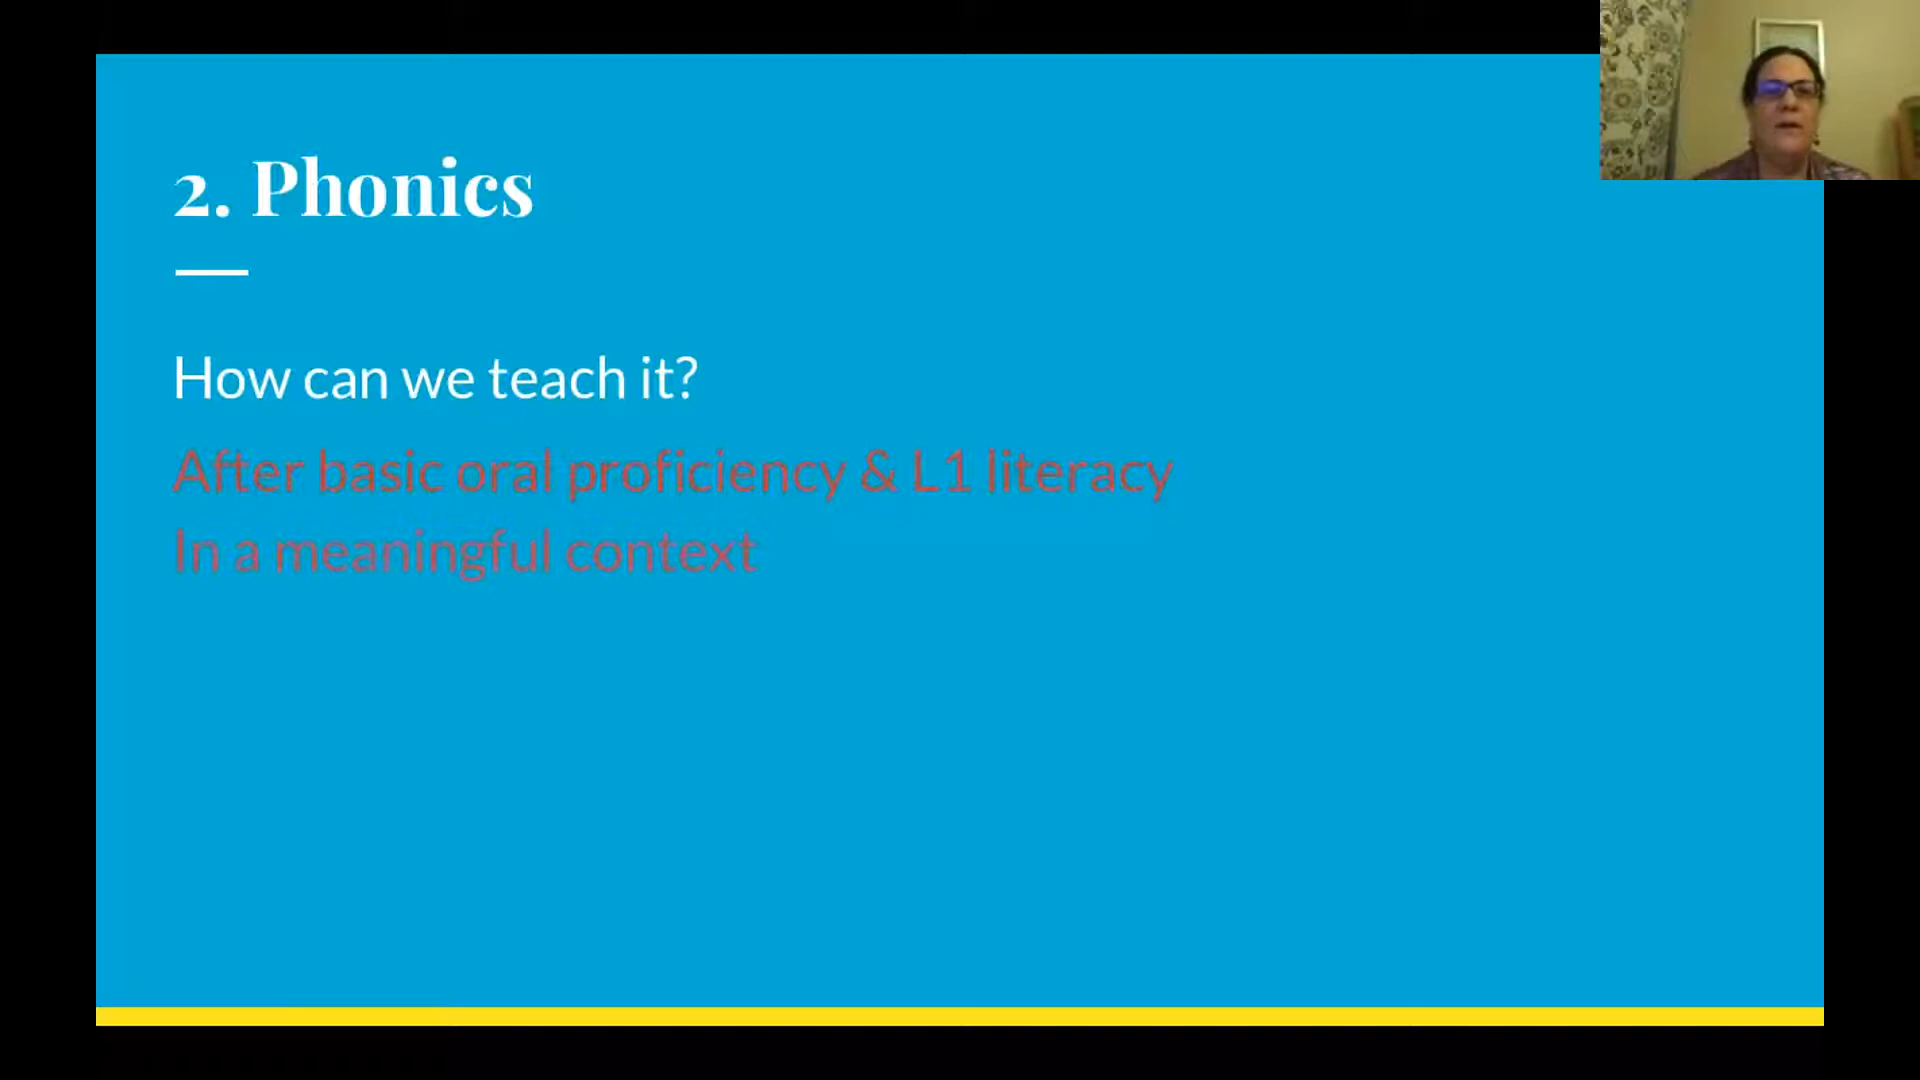 2. Phonics
How can we teach it?
After basic oral proficiency & L1 literacy
In a meaningful context